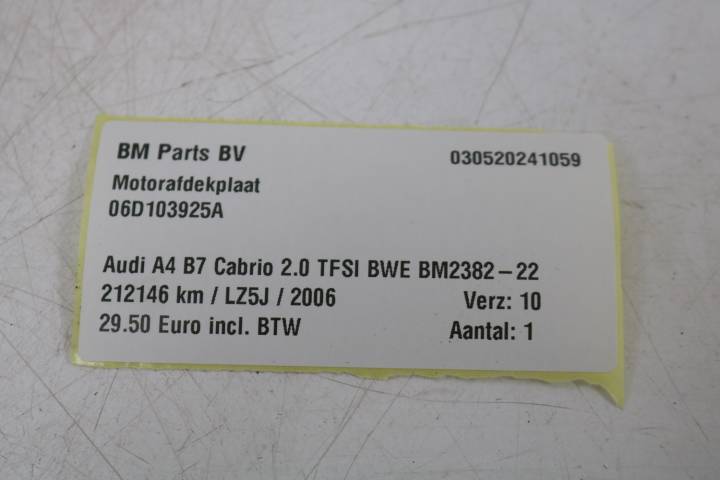 BM Parts BV 030520241059
Motorafdekplaat
06D103925A
Audi A4 B7 Cabrio 2.0 TFSI BWE BM2382-22
212146 km / LZ5J / 2006 Verz: 10
29.50 Euro incl. BTW Aantal: 1